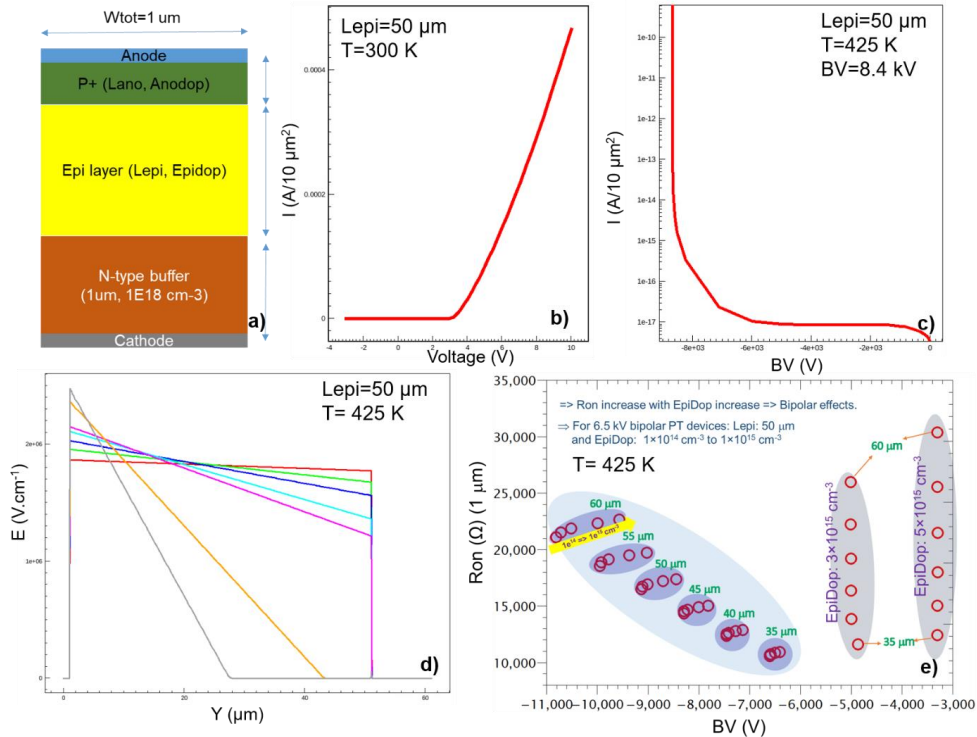 Wtot=1 um
Anode
P+ (Lano, Anodop)
Epi layer (Lepi, Epidop)
N-type buffer
(1um, 1E18 cm-3)
Cathode
a)
Lepi=50 µm
T=300 K
I (A/10 µm²)
0.0004
0.0002
0
-4
-2
0
2
4
6
8
10
Voltage (V)
b)
Lepi=50 µm
T=425 K
BV=8.4 kV
I (A/10 µm²)
1e-10
1e-11
1e-12
1e-13
1e-14
1e-15
1e-16
1e-17
-8e+03
-6e+03
-4e+03
-2e+03
0
BV (V)
c)
Lepi=50 µm
T= 425 K
E (V.cm⁻¹)
2e+06
1e+06
0
0
10
20
30
40
50
60
Y (µm)
d)
Ron (Ω) (1 µm)
35,000
30,000
25,000
20,000
15,000
10,000
=> Ron increase with EpiDop increase => Bipolar effects.
⇒ For 6.5 kV bipolar PT devices: Lepi: 50 µm
and EpiDop: 1×10¹⁴ cm⁻³ to 1×10¹⁵ cm⁻³
T= 425 K
60 µm
1e¹⁴ => 1e¹⁵ cm⁻³
55 µm
50 µm
45 µm
40 µm
35 µm
60 µm
EpiDop: 3×10¹⁵ cm⁻³
EpiDop: 5×10¹⁵ cm⁻³
35 µm
-11,000
-10,000
-9,000
-8,000
-7,000
-6,000
-5,000
-4,000
-3,000
BV (V)
e)